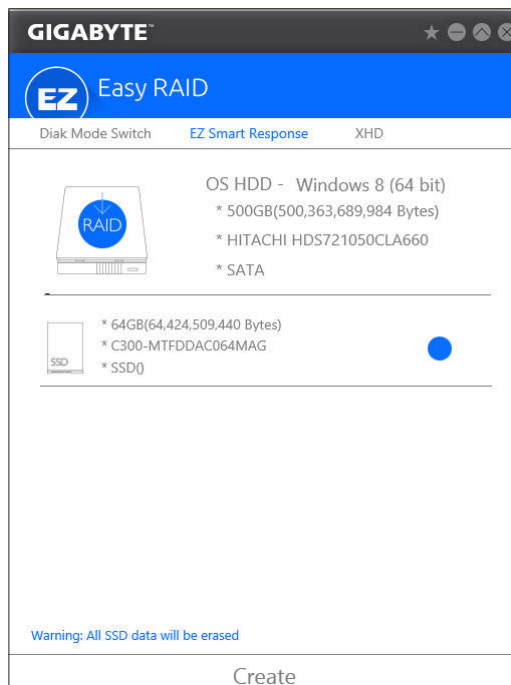 GIGABYTE™
EZ Easy RAID
Diak Mode Switch EZ Smart Response XHD
OS HDD - Windows 8 (64 bit)
* 500GB(500,363,689,984 Bytes)
RAID
* HITACHI HDS721050CLA660
* SATA
* 64GB(64,424,509,440 Bytes)
* C300-MTFDDAC064MAG
SSD
* SSD()
Warning: All SSD data will be erased
Create